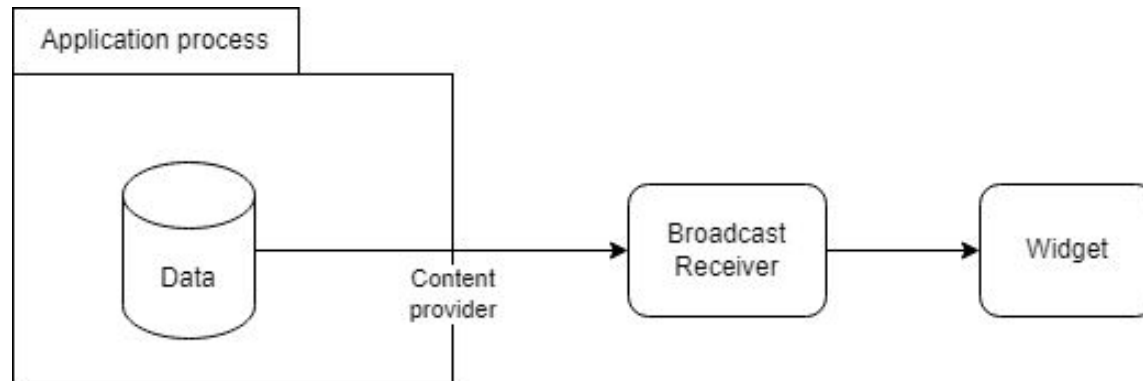 Application process
Data
Content
provider
Broadcast
Receiver
Widget